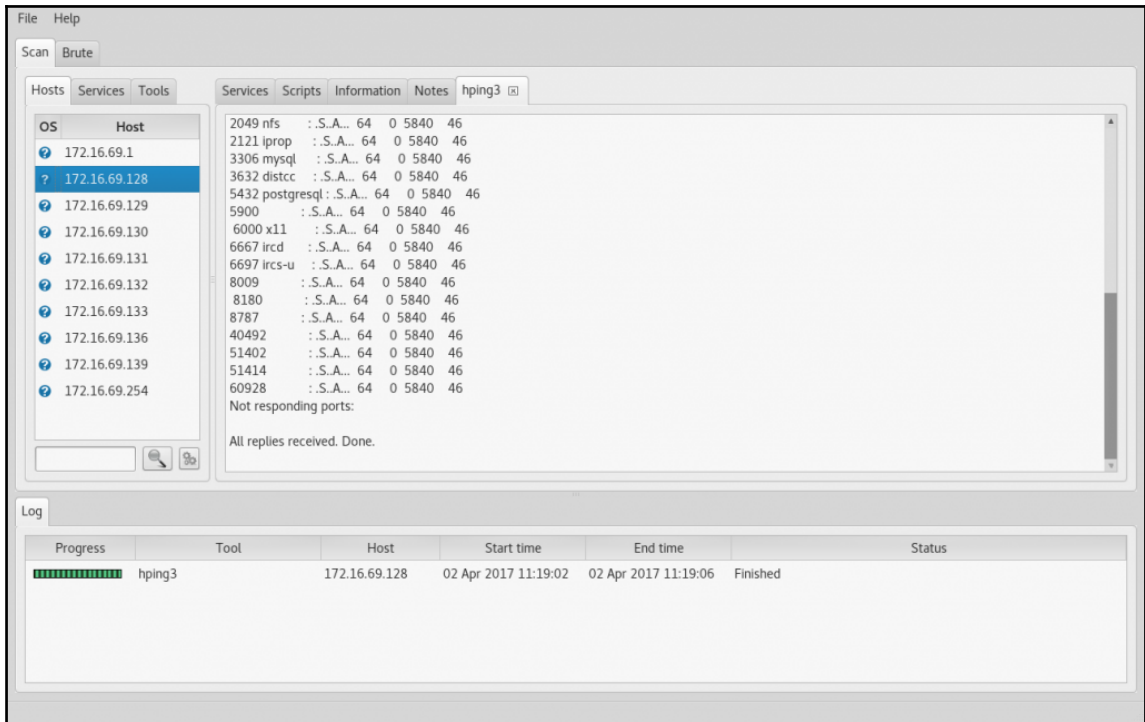 File Help
Scan Brute
Hosts Services Tools
OS Host
172.16.69.1
172.16.69.128
172.16.69.129
172.16.69.130
172.16.69.131
172.16.69.132
172.16.69.133
172.16.69.136
172.16.69.139
172.16.69.254
Services Scripts Information Notes hping3
2049 nfs : .S..A... 64 0 5840 46
2121 iprop : .S..A... 64 0 5840 46
3306 mysql : .S..A... 64 0 5840 46
3632 distcc : .S..A... 64 0 5840 46
5432 postgresql : .S..A... 64 0 5840 46
5900 : .S..A... 64 0 5840 46
6000 x11 : .S..A... 64 0 5840 46
6667 ircd : .S..A... 64 0 5840 46
6697 ircs-u : .S..A... 64 0 5840 46
8009 : .S..A... 64 0 5840 46
8180 : .S..A... 64 0 5840 46
8787 : .S..A... 64 0 5840 46
40492 : .S..A... 64 0 5840 46
51402 : .S..A... 64 0 5840 46
51414 : .S..A... 64 0 5840 46
60928 : .S..A... 64 0 5840 46
Not responding ports:
All replies received. Done.
Log
Progress Tool Host Start time End time Status
hping3 172.16.69.128 02 Apr 2017 11:19:02 02 Apr 2017 11:19:06 Finished